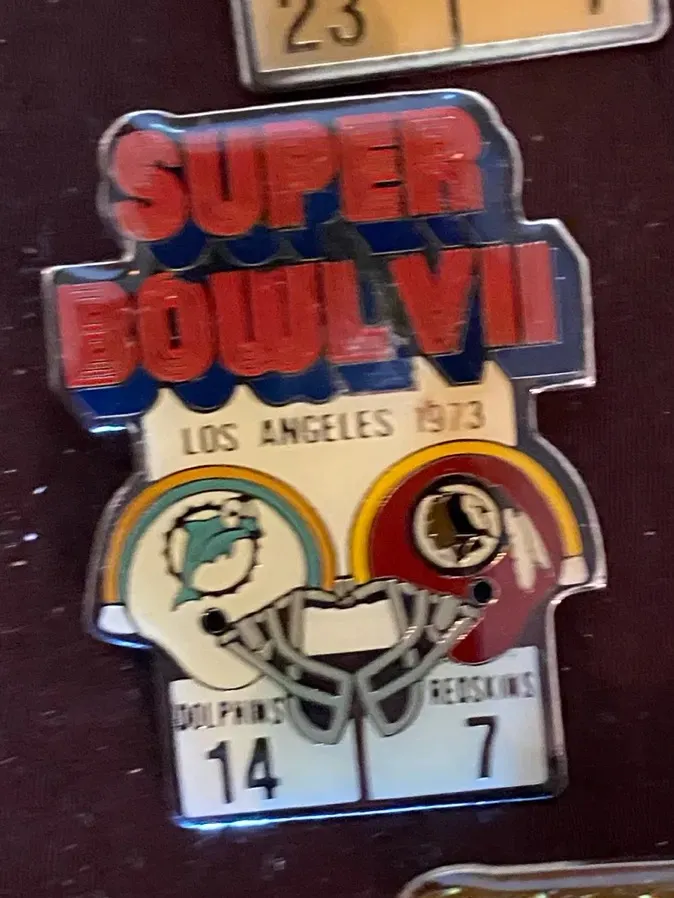 23
SUPER
BOWL VII
LOS ANGELES 1973
DOLPHINS REDSKINS
14 7